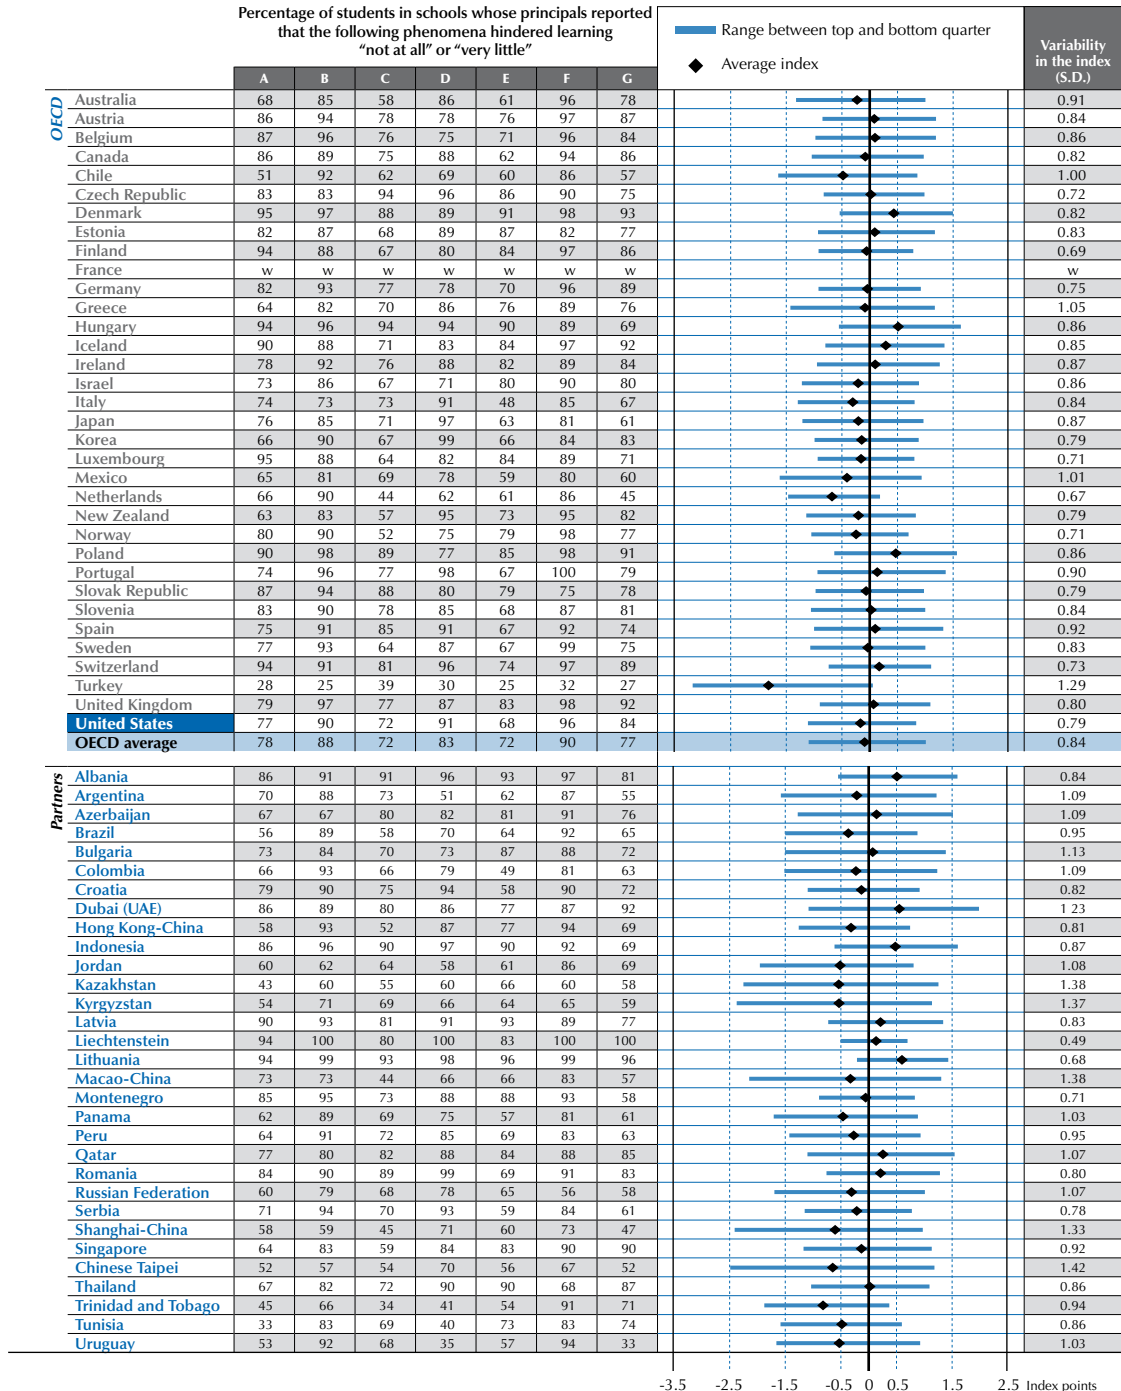 Percentage of students in schools whose principals reported
that the following phenomena hindered learning
“not at all” or “very little”
Range between top and bottom quarter
Average index
Variability
in the index
(S.D.)
A B C D E F G
OECD
Australia 68 85 58 86 61 96 78 0.91
Austria 86 94 78 78 76 97 87 0.84
Belgium 87 96 76 75 71 96 84 0.86
Canada 86 89 75 88 62 94 86 0.82
Chile 51 92 62 69 60 86 57 1.00
Czech Republic 83 83 94 96 86 90 75 0.72
Denmark 95 97 88 89 91 98 93 0.82
Estonia 82 87 68 89 87 82 77 0.83
Finland 94 88 67 80 84 97 86 0.69
France w w w w w w w w
Germany 82 93 77 78 70 96 89 0.75
Greece 64 82 70 86 76 89 76 1.05
Hungary 94 96 94 94 90 89 69 0.86
Iceland 90 88 71 83 84 97 92 0.85
Ireland 78 92 76 88 82 89 84 0.87
Israel 73 86 67 71 80 90 80 0.86
Italy 74 73 73 91 48 85 67 0.84
Japan 76 85 71 97 63 81 61 0.87
Korea 66 90 67 99 66 84 83 0.79
Luxembourg 95 88 64 82 84 89 71 0.71
Mexico 65 81 69 78 59 80 60 1.01
Netherlands 66 90 44 62 61 86 45 0.67
New Zealand 63 83 57 95 73 95 82 0.79
Norway 80 90 52 75 79 98 77 0.71
Poland 90 98 89 77 85 98 91 0.86
Portugal 74 96 77 98 67 100 79 0.90
Slovak Republic 87 94 88 80 79 75 78 0.79
Slovenia 83 90 78 85 68 87 81 0.84
Spain 75 91 85 91 67 92 74 0.92
Sweden 77 93 64 87 67 99 75 0.83
Switzerland 94 91 81 96 74 97 89 0.73
Turkey 28 25 39 30 25 32 27 1.29
United Kingdom 79 97 77 87 83 98 92 0.80
United States 77 90 72 91 68 96 84 0.79
OECD average 78 88 72 83 72 90 77 0.84
Partners
Albania 86 91 91 96 93 97 81 0.84
Argentina 70 88 73 51 62 87 55 1.09
Azerbaijan 67 67 80 82 81 91 76 1.09
Brazil 56 89 58 70 64 92 65 0.95
Bulgaria 73 84 70 73 87 88 72 1.13
Colombia 66 93 66 79 49 81 63 1.09
Croatia 79 90 75 94 58 90 72 0.82
Dubai (UAE) 86 89 80 86 77 87 92 1 23
Hong Kong-China 58 93 52 87 77 94 69 0.81
Indonesia 86 96 90 97 90 92 69 0.87
Jordan 60 62 64 58 61 86 69 1.08
Kazakhstan 43 60 55 60 66 60 58 1.38
Kyrgyzstan 54 71 69 66 64 65 59 1.37
Latvia 90 93 81 91 93 89 77 0.83
Liechtenstein 94 100 80 100 83 100 100 0.49
Lithuania 94 99 93 98 96 99 96 0.68
Macao-China 73 73 44 66 66 83 57 1.38
Montenegro 85 95 73 88 88 93 58 0.71
Panama 62 89 69 75 57 81 61 1.03
Peru 64 91 72 85 69 83 63 0.95
Qatar 77 80 82 88 84 88 85 1.07
Romania 84 90 89 99 69 91 83 0.80
Russian Federation 60 79 68 78 65 56 58 1.07
Serbia 71 94 70 93 59 84 61 0.78
Shanghai-China 58 59 45 71 60 73 47 1.33
Singapore 64 83 59 84 83 90 90 0.92
Chinese Taipei 52 57 54 70 56 67 52 1.42
Thailand 67 82 72 90 90 68 87 0.86
Trinidad and Tobago 45 66 34 41 54 91 71 0.94
Tunisia 33 83 69 40 73 83 74 0.86
Uruguay 53 92 68 35 57 94 33 1.03
-3.5 -2.5 -1.5 -0.5 0 0.5 1.5 2.5 Index points